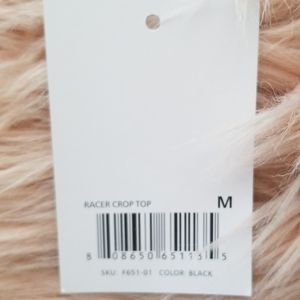 RACER CROP TOP M
8 08650 65113 5
SKU: F651-01 COLOR: BLACK